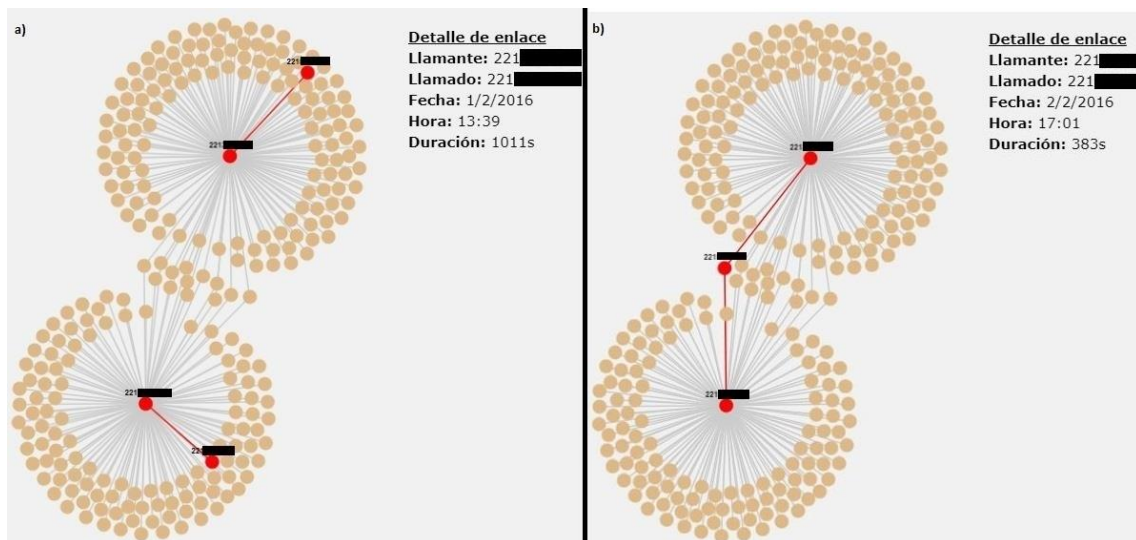 a)
Detalle de enlace
Llamante: 221
Llamado: 221
Fecha: 1/2/2016
Hora: 13:39
Duración: 1011s
221
221
221
221
b)
Detalle de enlace
Llamante: 221
Llamado: 221
Fecha: 2/2/2016
Hora: 17:01
Duración: 383s
221
221
221